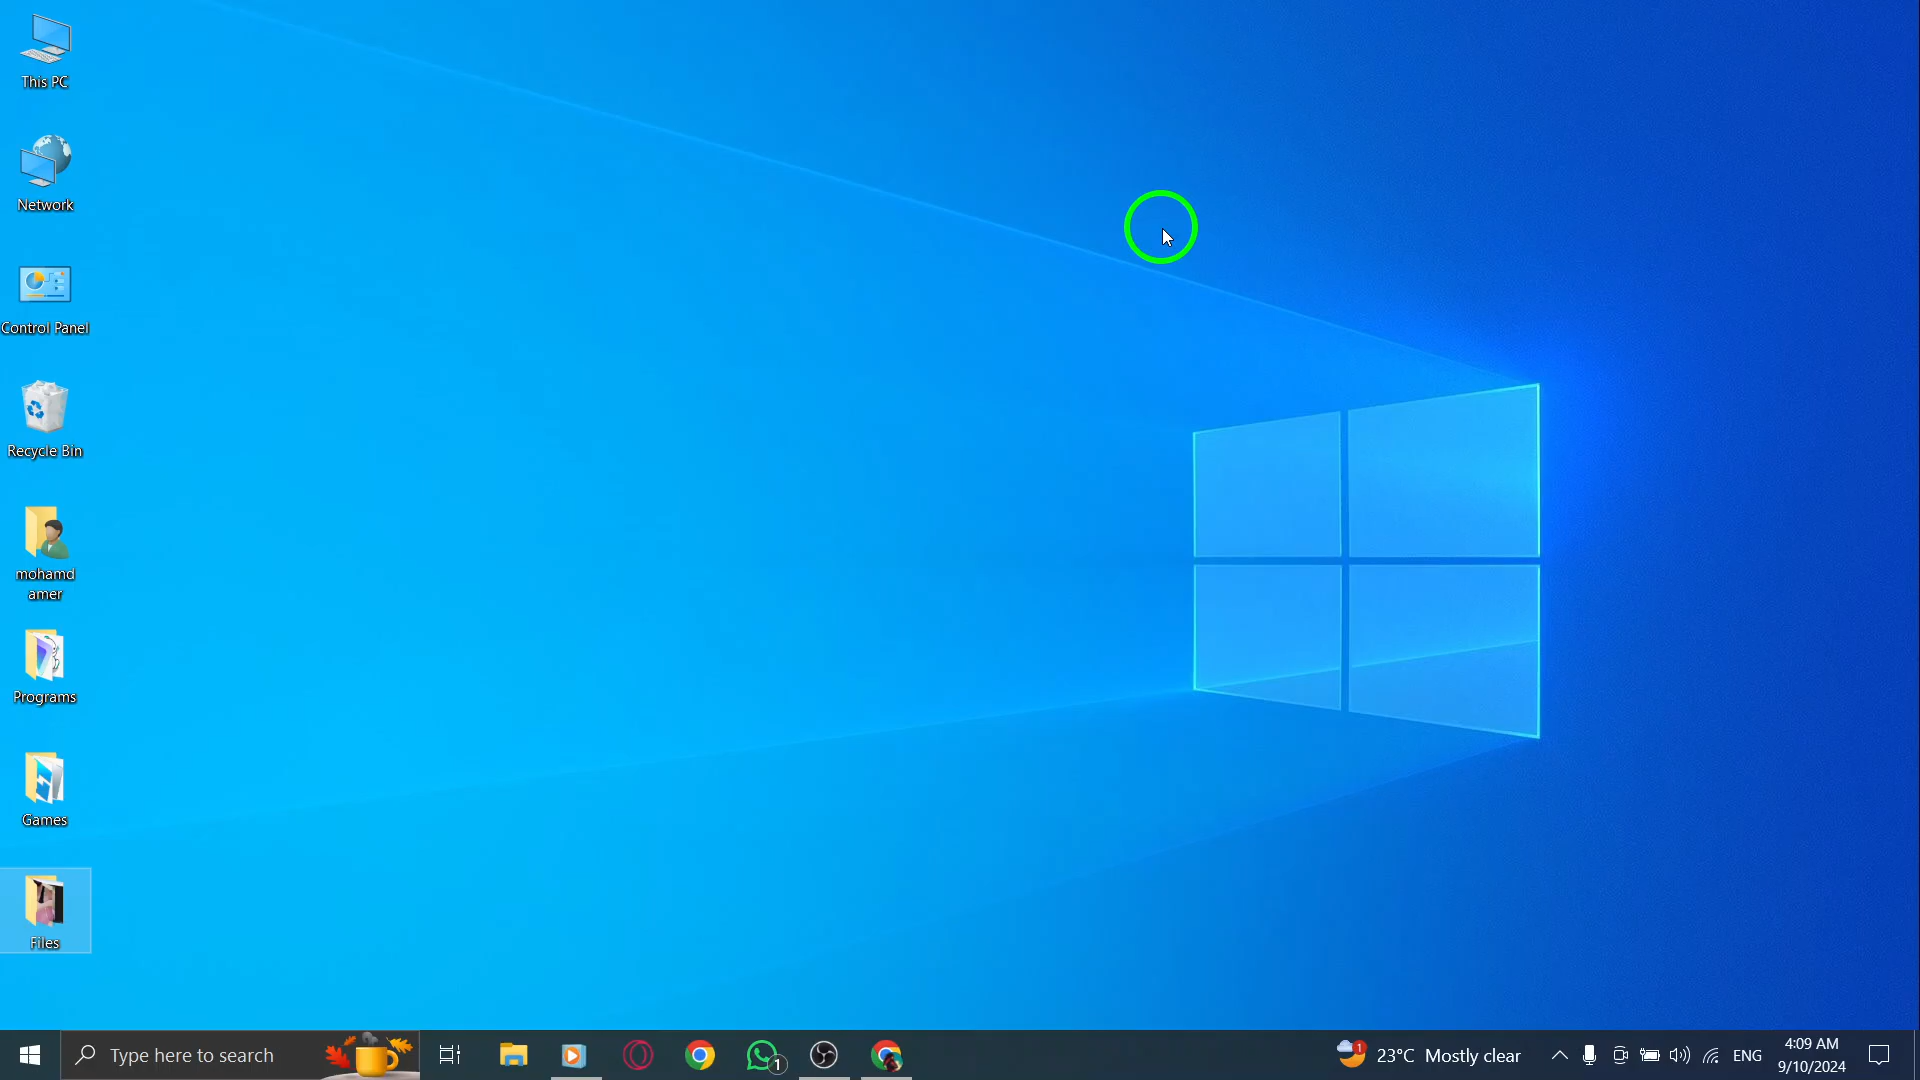 This PC
Network
Control Panel
Recycle Bin
mohamd
amer
Programs
Games
Files
Type here to search
1
1
23°C Mostly clear
ENG
4:09 AM
9/10/2024